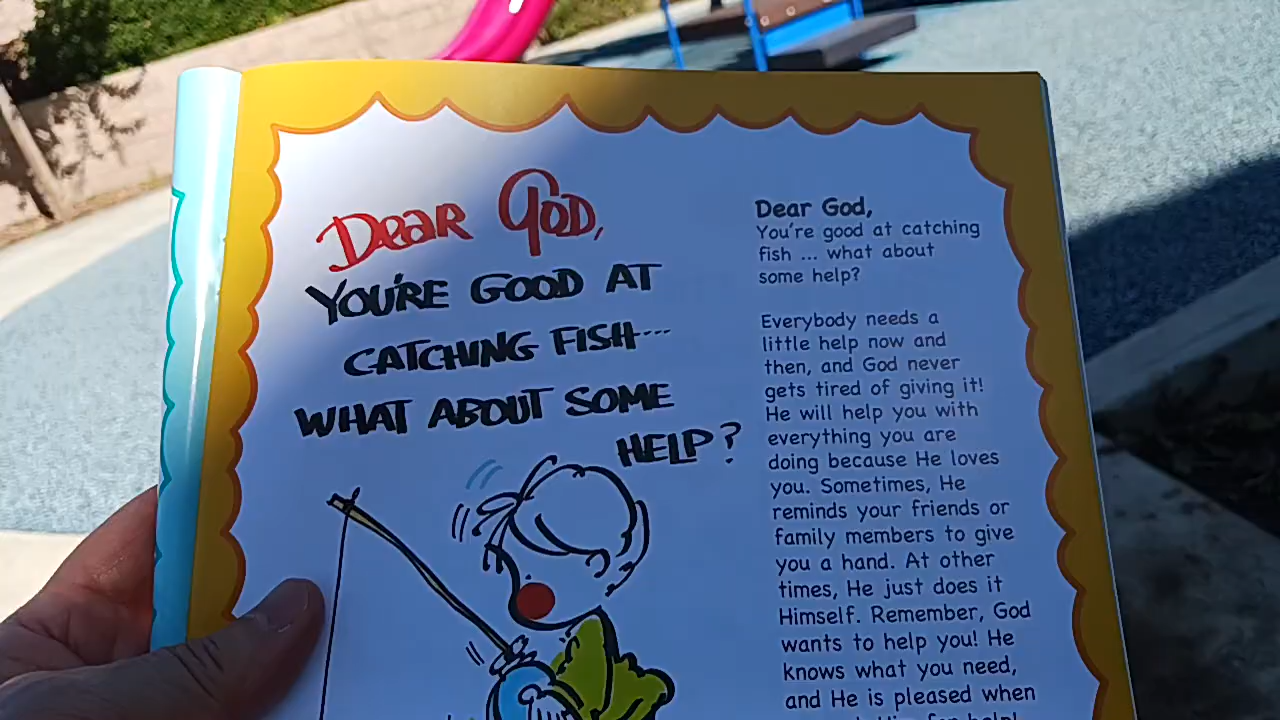 DEAR GOD,
YOU'RE GOOD AT
CATCHING FISH....
WHAT ABOUT SOME
HELP?
Dear God,
You're good at catching
fish ... what about
some help?
Everybody needs a
little help now and
then, and God never
gets tired of giving it!
He will help you with
everything you are
doing because He loves
you. Sometimes, He
reminds your friends or
family members to give
you a hand. At other
times, He just does it
Himself. Remember, God
wants to help you! He
knows what you need,
and He is pleased when
for help!